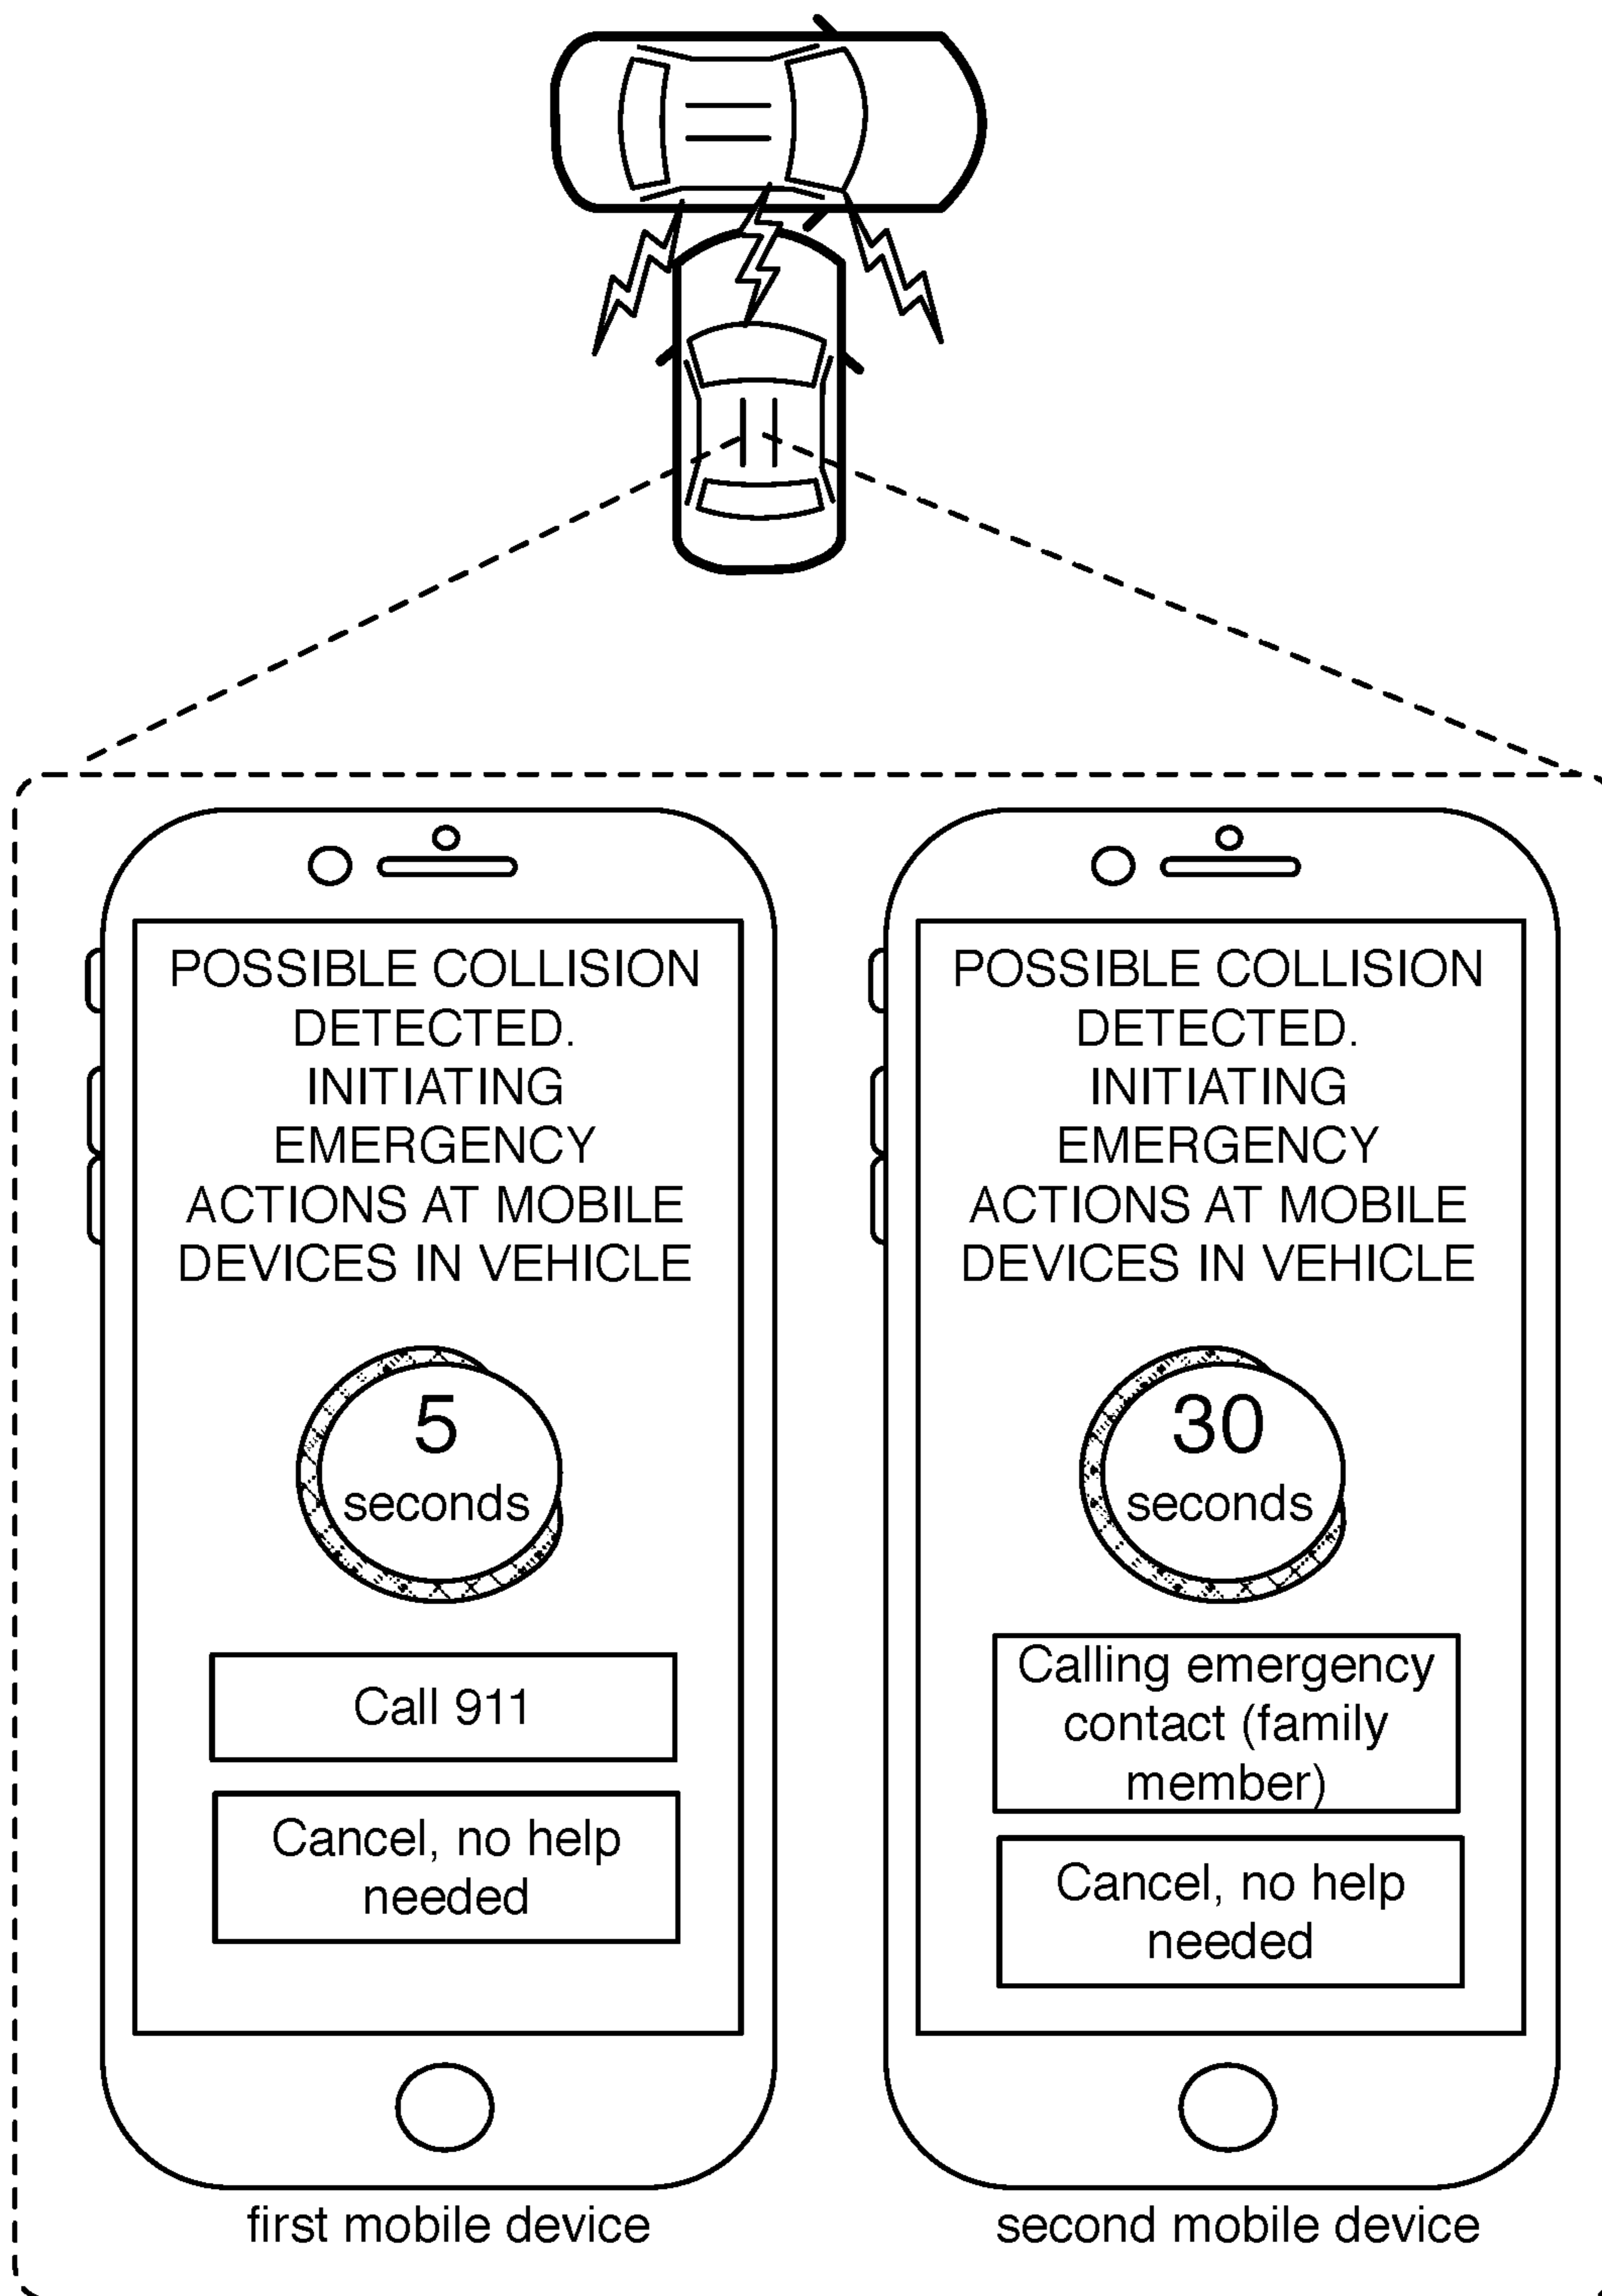 POSSIBLE COLLISION
DETECTED.
INITIATING
EMERGENCY
ACTIONS AT MOBILE
DEVICES IN VEHICLE
5
seconds
Call 911
Cancel, no help
needed
first mobile device
POSSIBLE COLLISION
DETECTED.
INITIATING
EMERGENCY
ACTIONS AT MOBILE
DEVICES IN VEHICLE
30
seconds
Calling emergency
contact (family
member)
Cancel, no help
needed
second mobile device